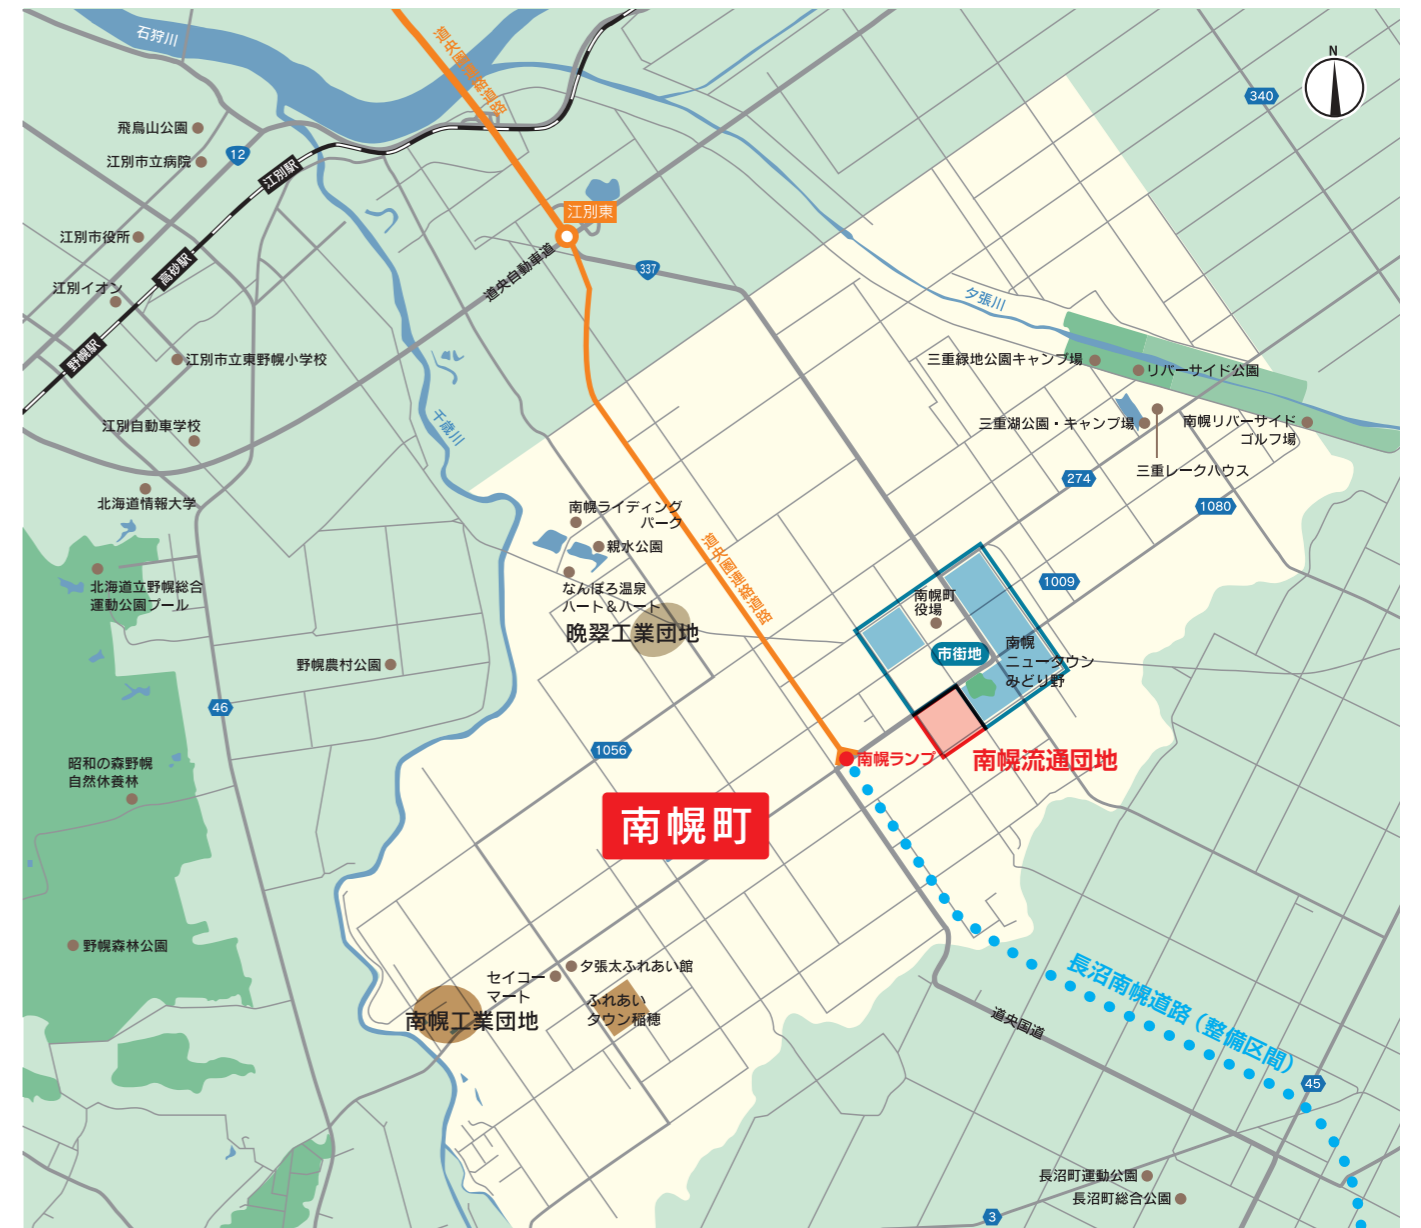 石狩川
道央圏連絡道路
N
340
飛鳥山公園
12
江別市立病院
江別駅
江別東
江別市役所
高砂駅
道央自動車道
337
江別イオン
夕張川
野幌駅
江別市立東野幌小学校
三重緑地公園キャンプ場
リバーサイド公園
江別自動車学校
千歳川
三重湖公園・キャンプ場
南幌リバーサイド
ゴルフ場
三重レークハウス
274
北海道情報大学
南幌ライディング
パーク
1080
親水公園
道央圏連絡道路
北海道立野幌総合
運動公園プール
なんぽろ温泉
ハート＆ハート
1009
南幌町
役場
晩翠工業団地
市街地
南幌
ニュータウン
みどり野
野幌農村公園
46
1056
南幌ランプ
南幌流通団地
昭和の森野幌
自然休養林
南幌町
野幌森林公園
夕張太ふれあい館
セイコー
マート
長沼南幌道路（整備区間）
ふれあい
タウン稲穂
南幌工業団地
道央国道
45
長沼町運動公園
長沼町総合公園
3